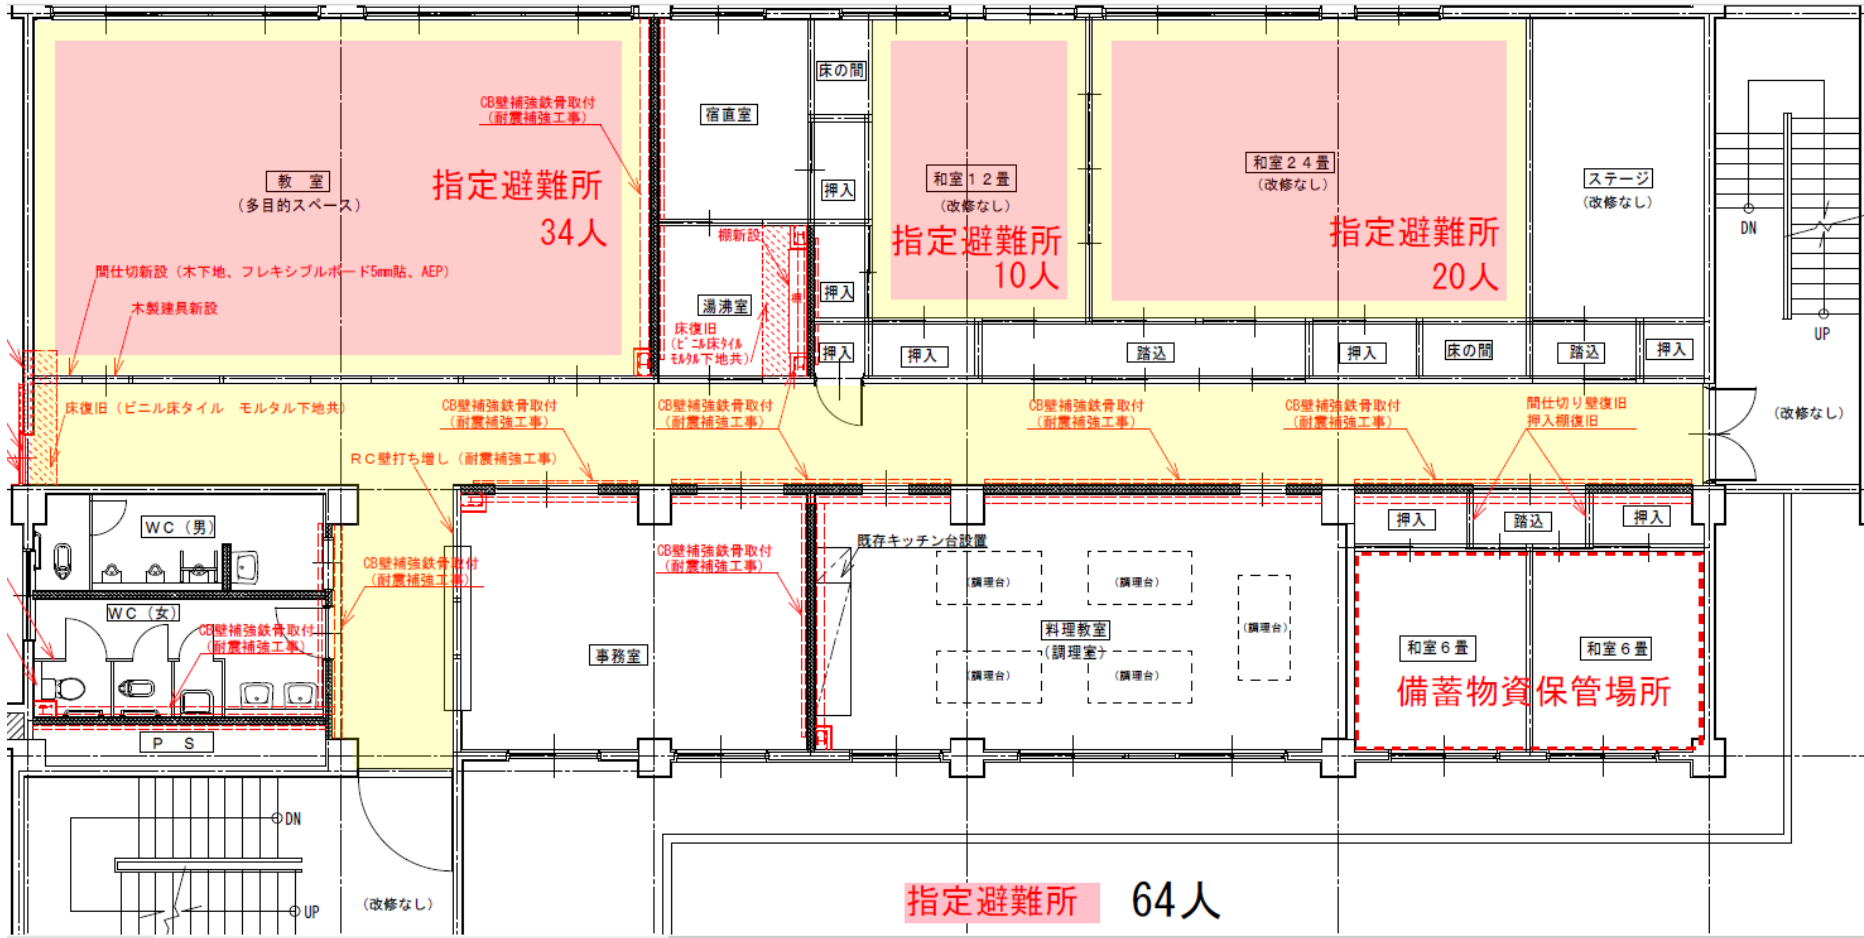 CB壁補強鉄骨取付
(耐震補強工事)
教　室
(多目的スペース)
指定避難所
34人
間仕切新設（木下地、フレキシブルボード5mm貼、AEP）
木製建具新設
宿直室
床の間
押入
棚新設
湯沸室
床復旧
(ビニル床タイル
モルタル下地共)
棚
押入
押入
和室１２畳
(改修なし)
指定避難所
10人
和室２４畳
(改修なし)
指定避難所
20人
ステージ
(改修なし)
DN
UP
押入
踏込
押入
床の間
踏込
押入
床復旧（ビニル床タイル　モルタル下地共）
CB壁補強鉄骨取付
(耐震補強工事)
CB壁補強鉄骨取付
(耐震補強工事)
CB壁補強鉄骨取付
(耐震補強工事)
CB壁補強鉄骨取付
(耐震補強工事)
間仕切り壁復旧
押入棚復旧
(改修なし)
ＲＣ壁打ち増し（耐震補強工事）
WC（男）
CB壁補強鉄骨取付
(耐震補強工事)
WC（女）
CB壁補強鉄骨取付
(耐震補強工事)
ＰＳ
事務室
CB壁補強鉄骨取付
(耐震補強工事)
既存キッチン台設置
(調理台)
(調理台)
(調理台)
料理教室
(調理室)
(調理台)
(調理台)
押入
踏込
押入
和室６畳
和室６畳
備蓄物資保管場所
DN
UP
(改修なし)
指定避難所　64人